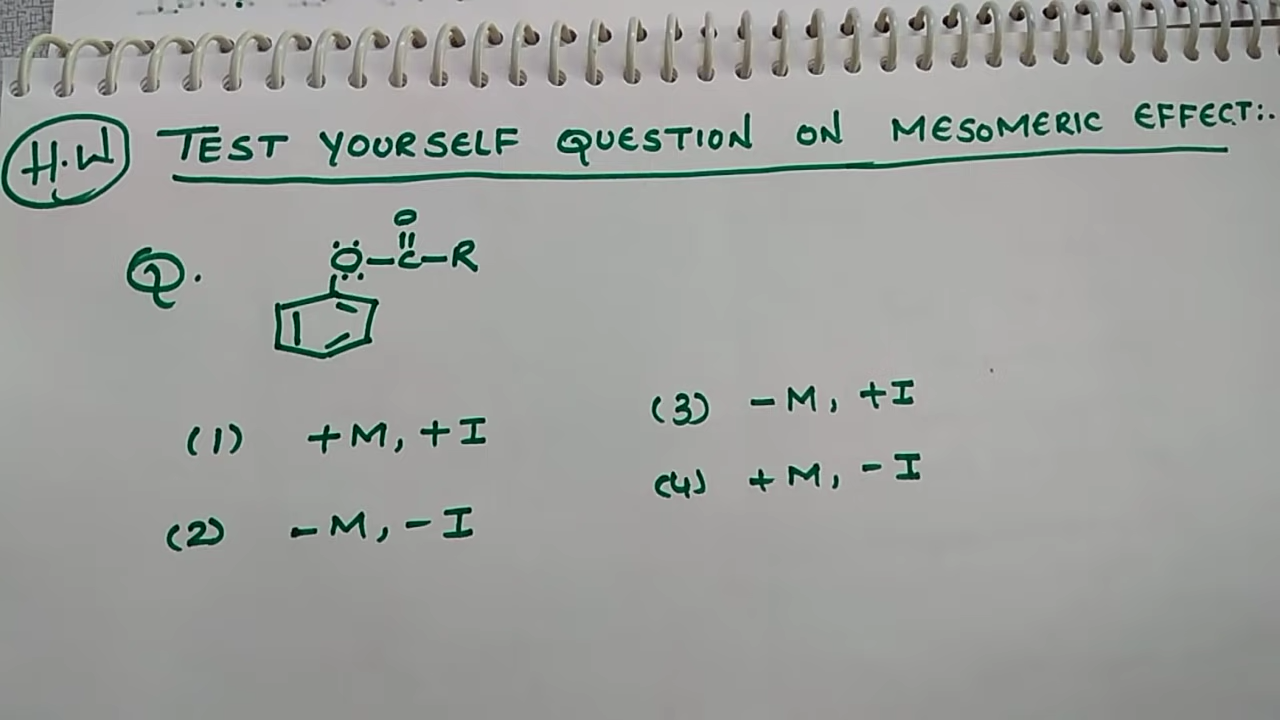 H.W TEST YOURSELF QUESTION ON MESOMERIC EFFECT:.
O
Q. Ö–C–R
(1) +M, +I
(2) –M, –I
(3) –M, +I
(4) +M, –I